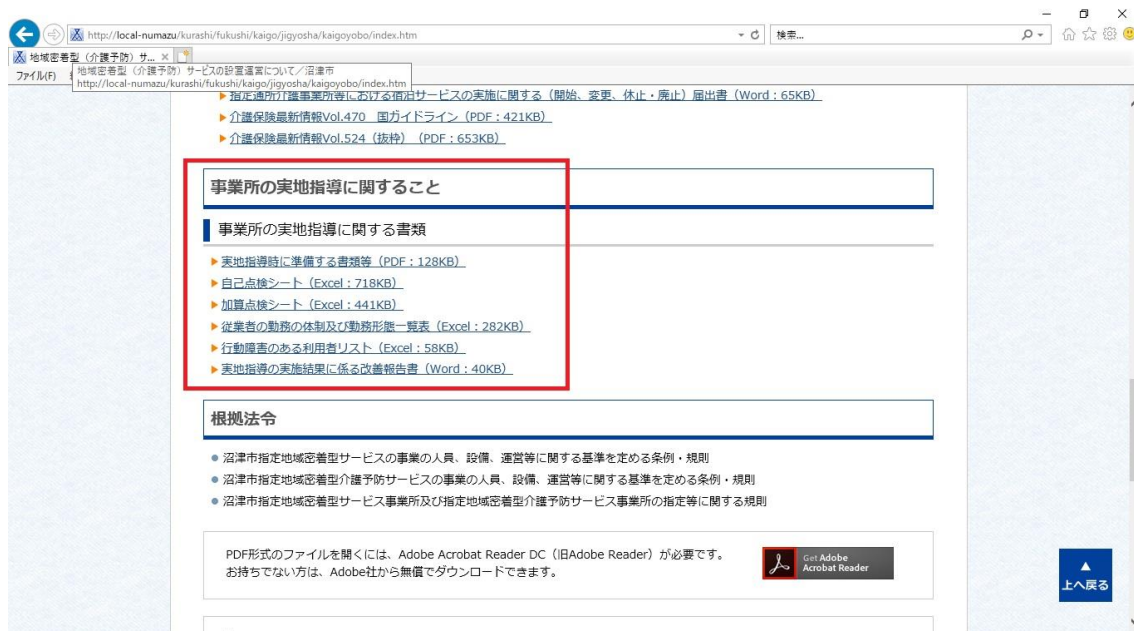 http://local-numazu/kurashi/fukushi/kaigo/jigyosha/kaigoyobo/index.htm
検索...
地域密着型（介護予防）サ...
ファイル(F)
地域密着型（介護予防）サービスの設置運営について／沼津市
http://local-numazu/kurashi/fukushi/kaigo/jigyosha/kaigoyobo/index.htm
指定通所介護事業所等における宿泊サービスの実施に関する（開始、変更、休止・廃止）届出書（Word：65KB）
介護保険最新情報Vol.470　国ガイドライン（PDF：421KB）
介護保険最新情報Vol.524（抜粋）（PDF：653KB）
事業所の実地指導に関すること
事業所の実地指導に関する書類
実地指導時に準備する書類等（PDF：128KB）
自己点検シート（Excel：718KB）
加算点検シート（Excel：441KB）
従業者の勤務の体制及び勤務形態一覧表（Excel：282KB）
行動障害のある利用者リスト（Excel：58KB）
実地指導の実施結果に係る改善報告書（Word：40KB）
根拠法令
沼津市指定地域密着型サービスの事業の人員、設備、運営等に関する基準を定める条例・規則
沼津市指定地域密着型介護予防サービスの事業の人員、設備、運営等に関する基準を定める条例・規則
沼津市指定地域密着型サービス事業所及び指定地域密着型介護予防サービス事業所の指定等に関する規則
PDF形式のファイルを開くには、Adobe Acrobat Reader DC（旧Adobe Reader）が必要です。
お持ちでない方は、Adobe社から無償でダウンロードできます。
Get Adobe
Acrobat Reader
上へ戻る